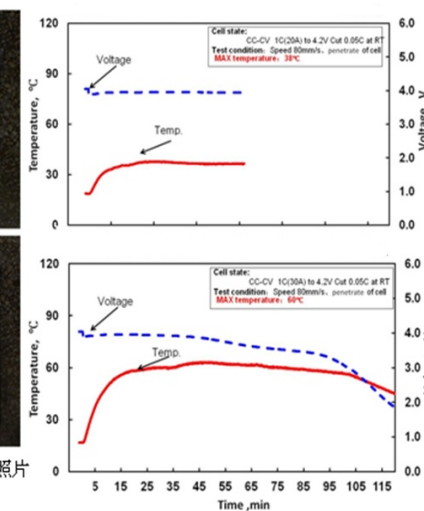 120
90
60
30
0
Temperature, ℃
6.0
5.0
4.0
3.0
2.0
1.0
0.0
Voltage, V
Cell state:
CC-CV 1C(20A) to 4.2V Cut 0.05C at RT
Test condition: Speed 80mm/s, penetrate of cell
MAX temperature: 38℃
Voltage
Temp.
120
90
60
30
0
Temperature, ℃
6.0
5.0
4.0
3.0
2.0
1.0
0.0
Voltage, V
Cell state:
CC-CV 1C(30A) to 4.2V Cut 0.05C at RT
Test condition: Speed 80mm/s, penetrate of cell
MAX temperature: 60℃
Voltage
Temp.
照片
5 15 25 35 45 55 65 75 85 95 105 115
Time ,min